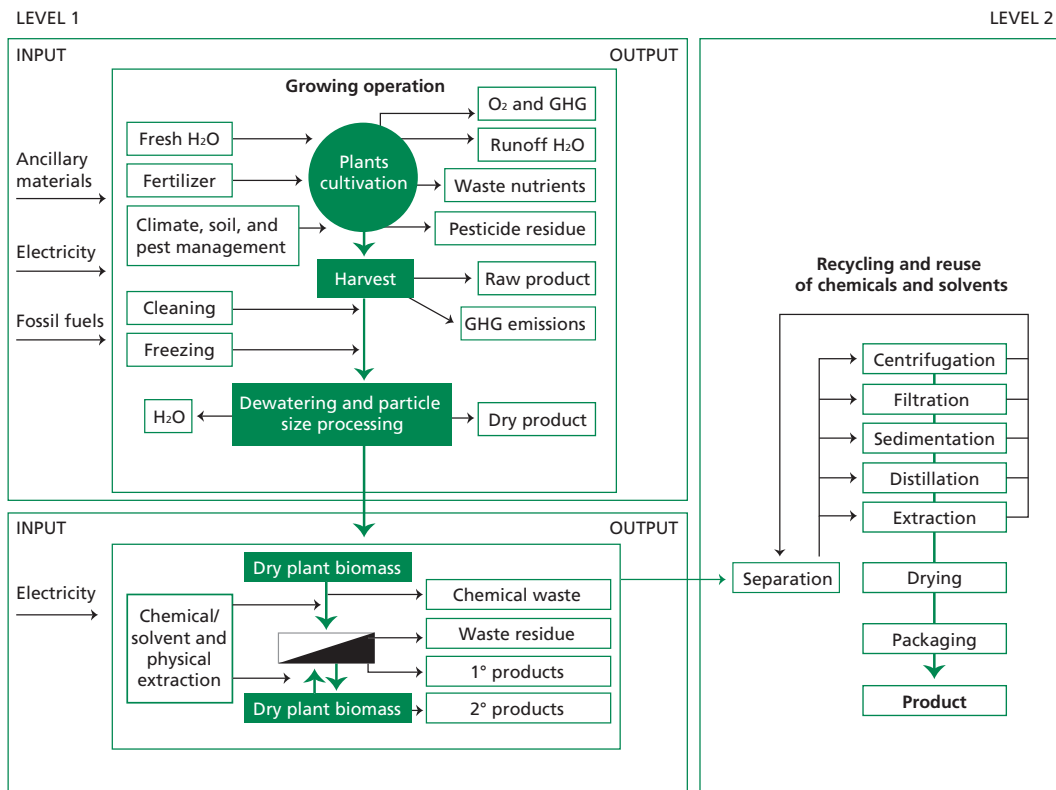 LEVEL 1
LEVEL 2
INPUT
OUTPUT
Growing operation
Ancillary
materials
Electricity
Fossil fuels
Fresh H₂O
Fertilizer
Climate, soil, and
pest management
Plants
cultivation
O₂ and GHG
Runoff H₂O
Waste nutrients
Pesticide residue
Harvest
Raw product
GHG emissions
Cleaning
Freezing
Dewatering and particle
size processing
H₂O
Dry product
INPUT
OUTPUT
Electricity
Dry plant biomass
Chemical/
solvent and
physical
extraction
Chemical waste
Waste residue
1° products
2° products
Dry plant biomass
Recycling and reuse
of chemicals and solvents
Centrifugation
Filtration
Sedimentation
Distillation
Extraction
Separation
Drying
Packaging
Product